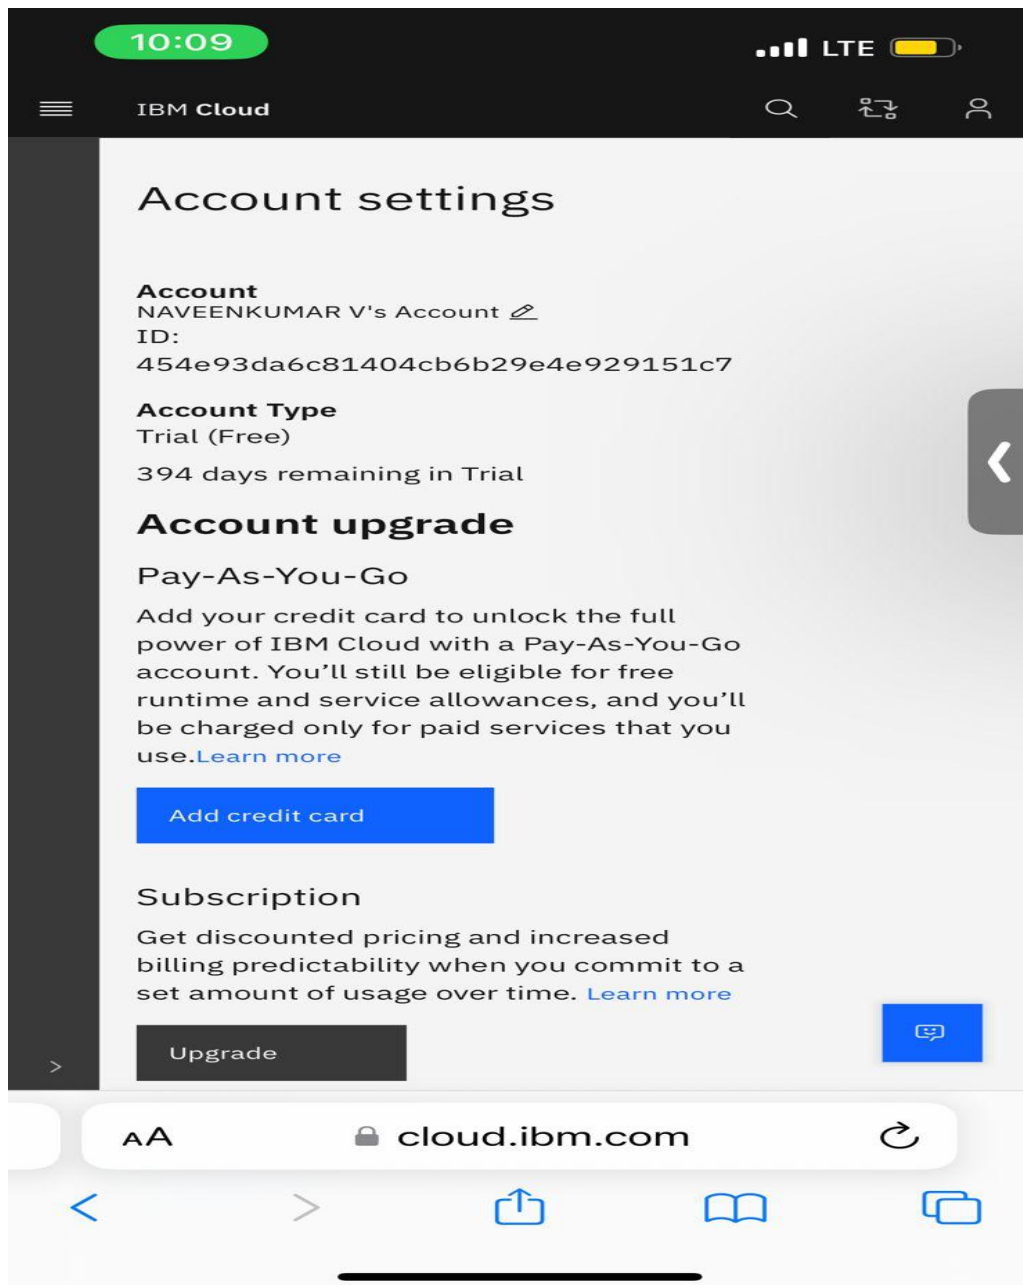 10:09
LTE
IBM Cloud
Account settings
Account
NAVEENKUMAR V's Account
ID:
454e93da6c81404cb6b29e4e929151c7
Account Type
Trial (Free)
394 days remaining in Trial
Account upgrade
Pay-As-You-Go
Add your credit card to unlock the full
power of IBM Cloud with a Pay-As-You-Go
account. You’ll still be eligible for free
runtime and service allowances, and you’ll
be charged only for paid services that you
use.Learn more
Add credit card
Subscription
Get discounted pricing and increased
billing predictability when you commit to a
set amount of usage over time. Learn more
Upgrade
AA cloud.ibm.com